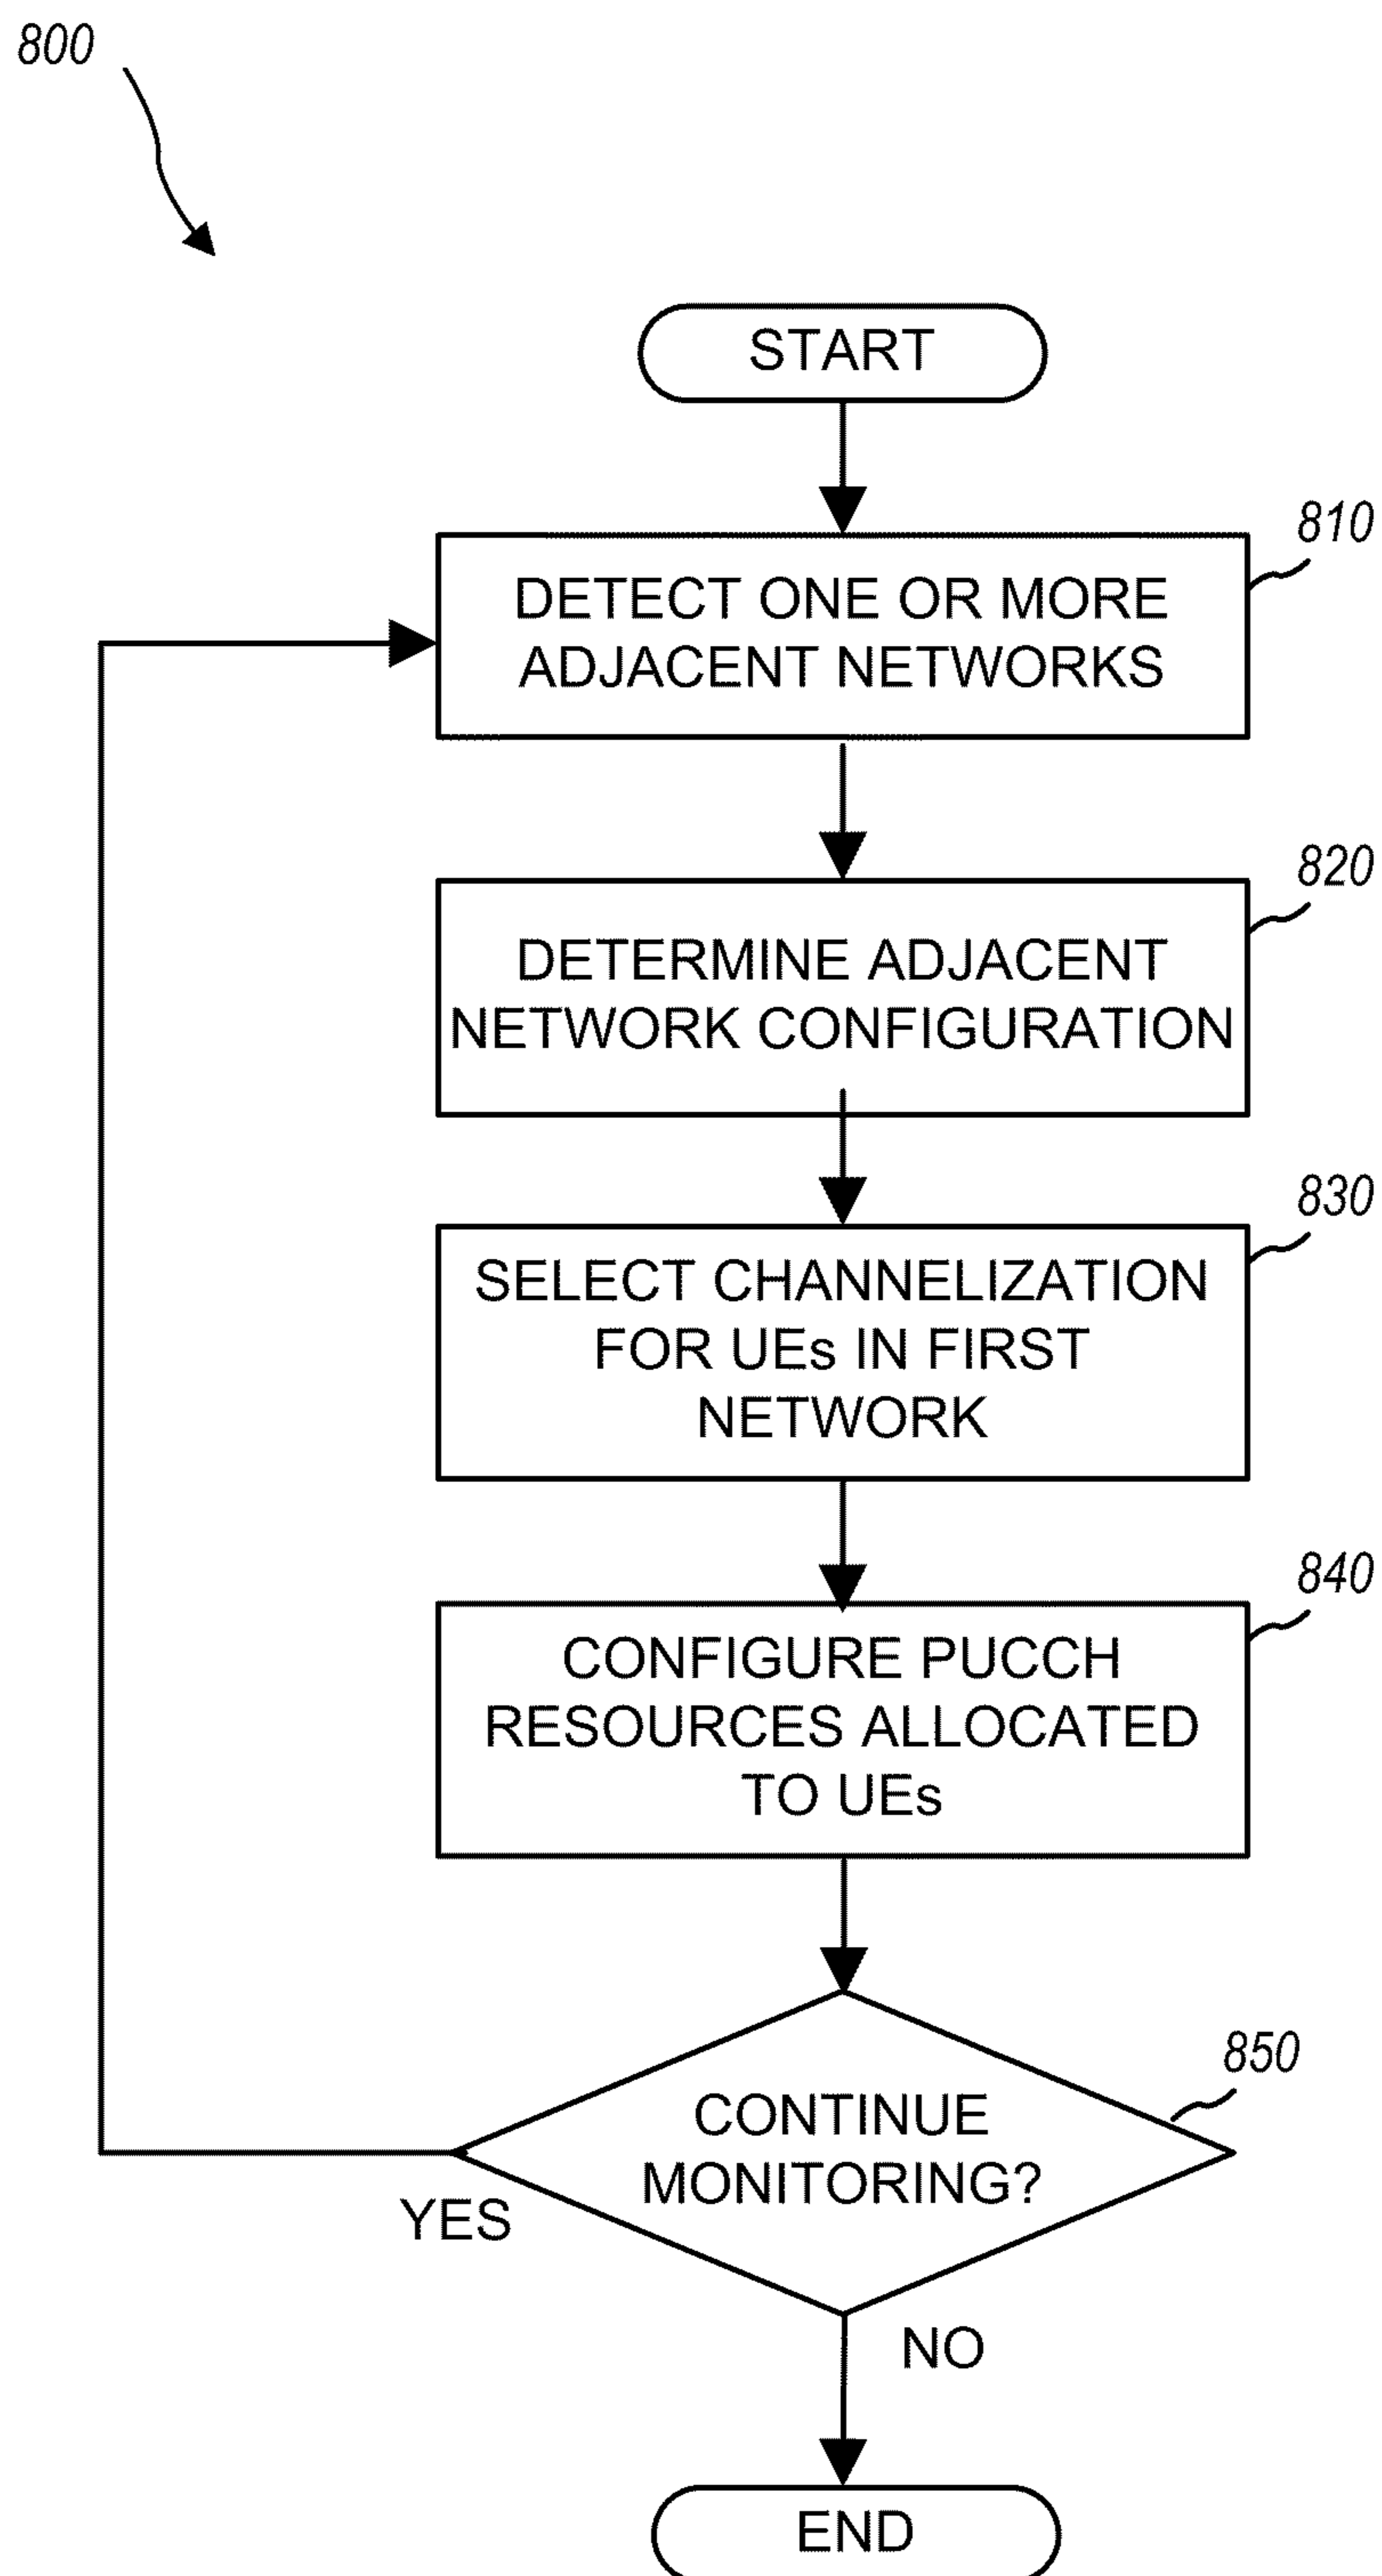 800
START
810
DETECT ONE OR MORE
ADJACENT NETWORKS
820
DETERMINE ADJACENT
NETWORK CONFIGURATION
830
SELECT CHANNELIZATION
FOR UEs IN FIRST
NETWORK
840
CONFIGURE PUCCH
RESOURCES ALLOCATED
TO UEs
850
CONTINUE
MONITORING?
YES
NO
END